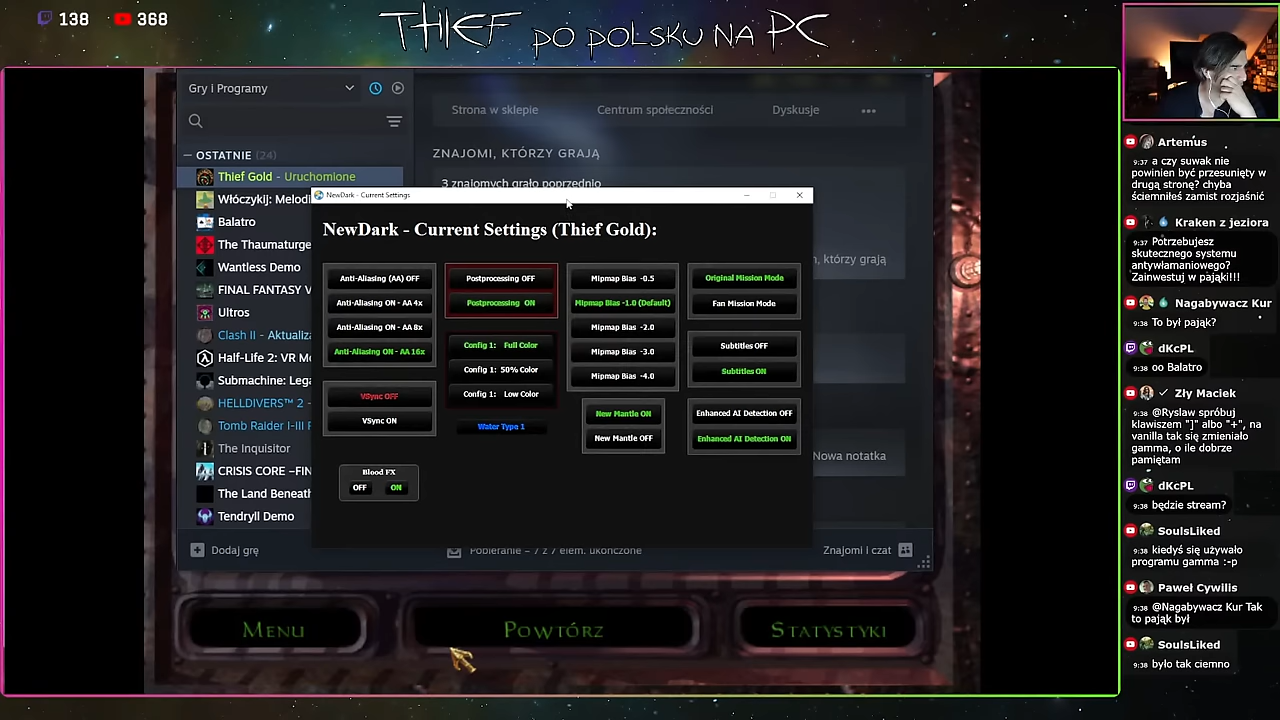 138 368
THIEF PO POLSKU NA PC
Gry i Programy
Strona w sklepie Centrum społeczności Dyskusje
ZNAJOMI, KTÓRZY GRAJĄ
OSTATNIE (24)
3 znajomych grało poprzednio
Thief Gold - Uruchomione
Włóczykij: Melod
Balatro
The Thaumaturge
Wantless Demo
FINAL FANTASY V
Ultros
Clash II - Aktualiza
Half-Life 2: VR M
Submachine: Lega
HELLDIVERS™ 2 -
Tomb Raider I-III
The Inquisitor
CRISIS CORE –FIN
The Land Beneath
Tendryll Demo
, którzy grają
Nowa notatka
Dodaj grę
Pobieranie – 7 z 7 elem. ukończone
Znajomi i czat
NewDark - Current Settings
NewDark - Current Settings (Thief Gold):
Anti-Aliasing (AA) OFF
Anti-Aliasing ON - AA 4x
Anti-Aliasing ON - AA 8x
Anti-Aliasing ON - AA 16x
VSync OFF
VSync ON
Blood FX
OFF ON
Postprocessing OFF
Postprocessing ON
Config 1: Full Color
Config 1: 50% Color
Config 1: Low Color
Water Type 1
Mipmap Bias -0.5
Mipmap Bias -1.0 (Default)
Mipmap Bias -2.0
Mipmap Bias -3.0
Mipmap Bias -4.0
New Mantle ON
New Mantle OFF
Original Mission Mode
Fan Mission Mode
Subtitles OFF
Subtitles ON
Enhanced AI Detection OFF
Enhanced AI Detection ON
MENU POWTÓRZ STATYSTYKI
Artemus
9:37 a czy suwak nie
powinien być przesunięty w
drugą stronę? chyba
ściemniłeś zamist rozjaśnić
Kraken z jeziora
9:37 Potrzebujesz
skutecznego systemu
antywłamaniowego?
Zainwestuj w pająki!!!
Nagabywacz Kur
9:38 To był pająk?
dKcPL
9:38 oo Balatro
Zły Maciek
9:38 @Ryslaw spróbuj
klawiszem "]" albo "+", na
vanilla tak się zmieniało
gamma, o ile dobrze
pamiętam
dKcPL
9:38 będzie stream?
SoulsLiked
9:38 kiedyś się używało
programu gamma :-p
Paweł Cywilis
9:38 @Nagabywacz Kur Tak
to pająk był
SoulsLiked
9:38 było tak ciemno